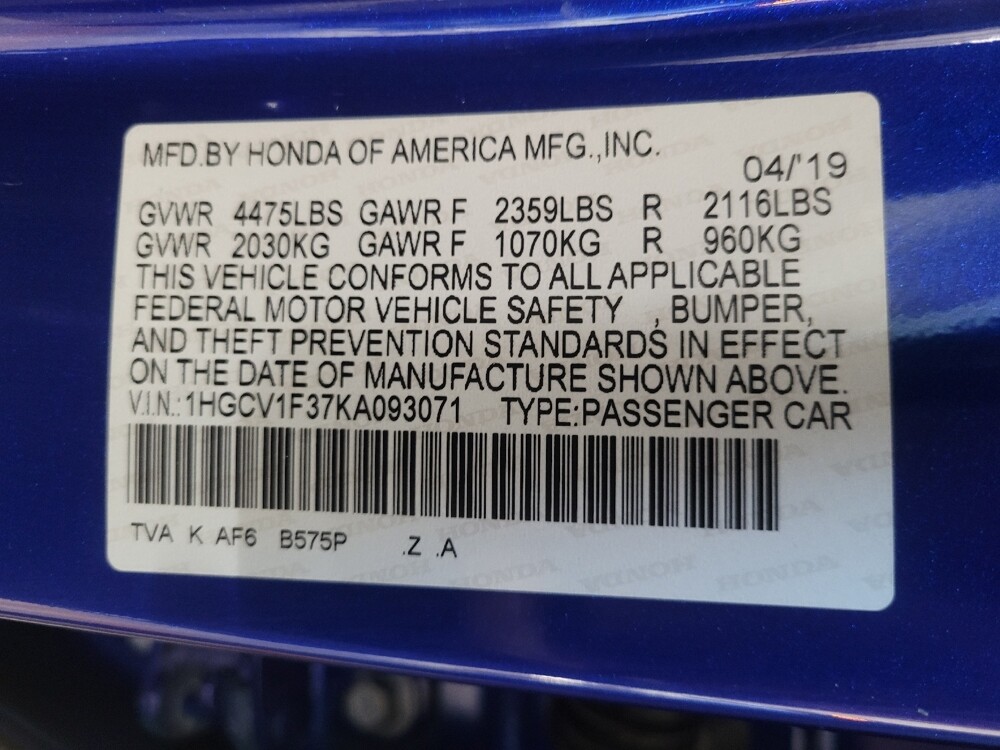 MFD.BY HONDA OF AMERICA MFG.,INC.
04/'19
GVWR 4475LBS GAWR F 2359LBS R 2116LBS
GVWR 2030KG GAWR F 1070KG R 960KG
THIS VEHICLE CONFORMS TO ALL APPLICABLE
FEDERAL MOTOR VEHICLE SAFETY , BUMPER,
AND THEFT PREVENTION STANDARDS IN EFFECT
ON THE DATE OF MANUFACTURE SHOWN ABOVE.
V.I.N.:1HGCV1F37KA093071 TYPE:PASSENGER CAR
TVA K AF6 B575P .Z .A